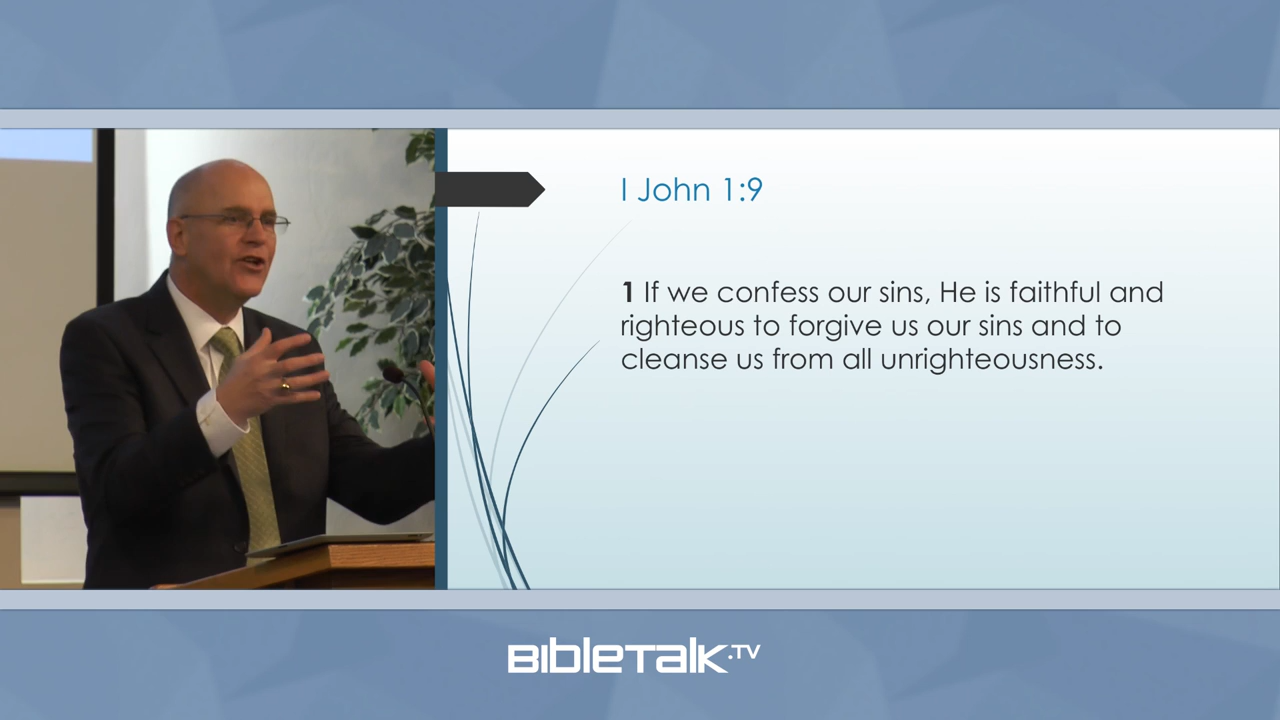 I John 1:9
1 If we confess our sins, He is faithful and
righteous to forgive us our sins and to
cleanse us from all unrighteousness.
BibleTalk.TV